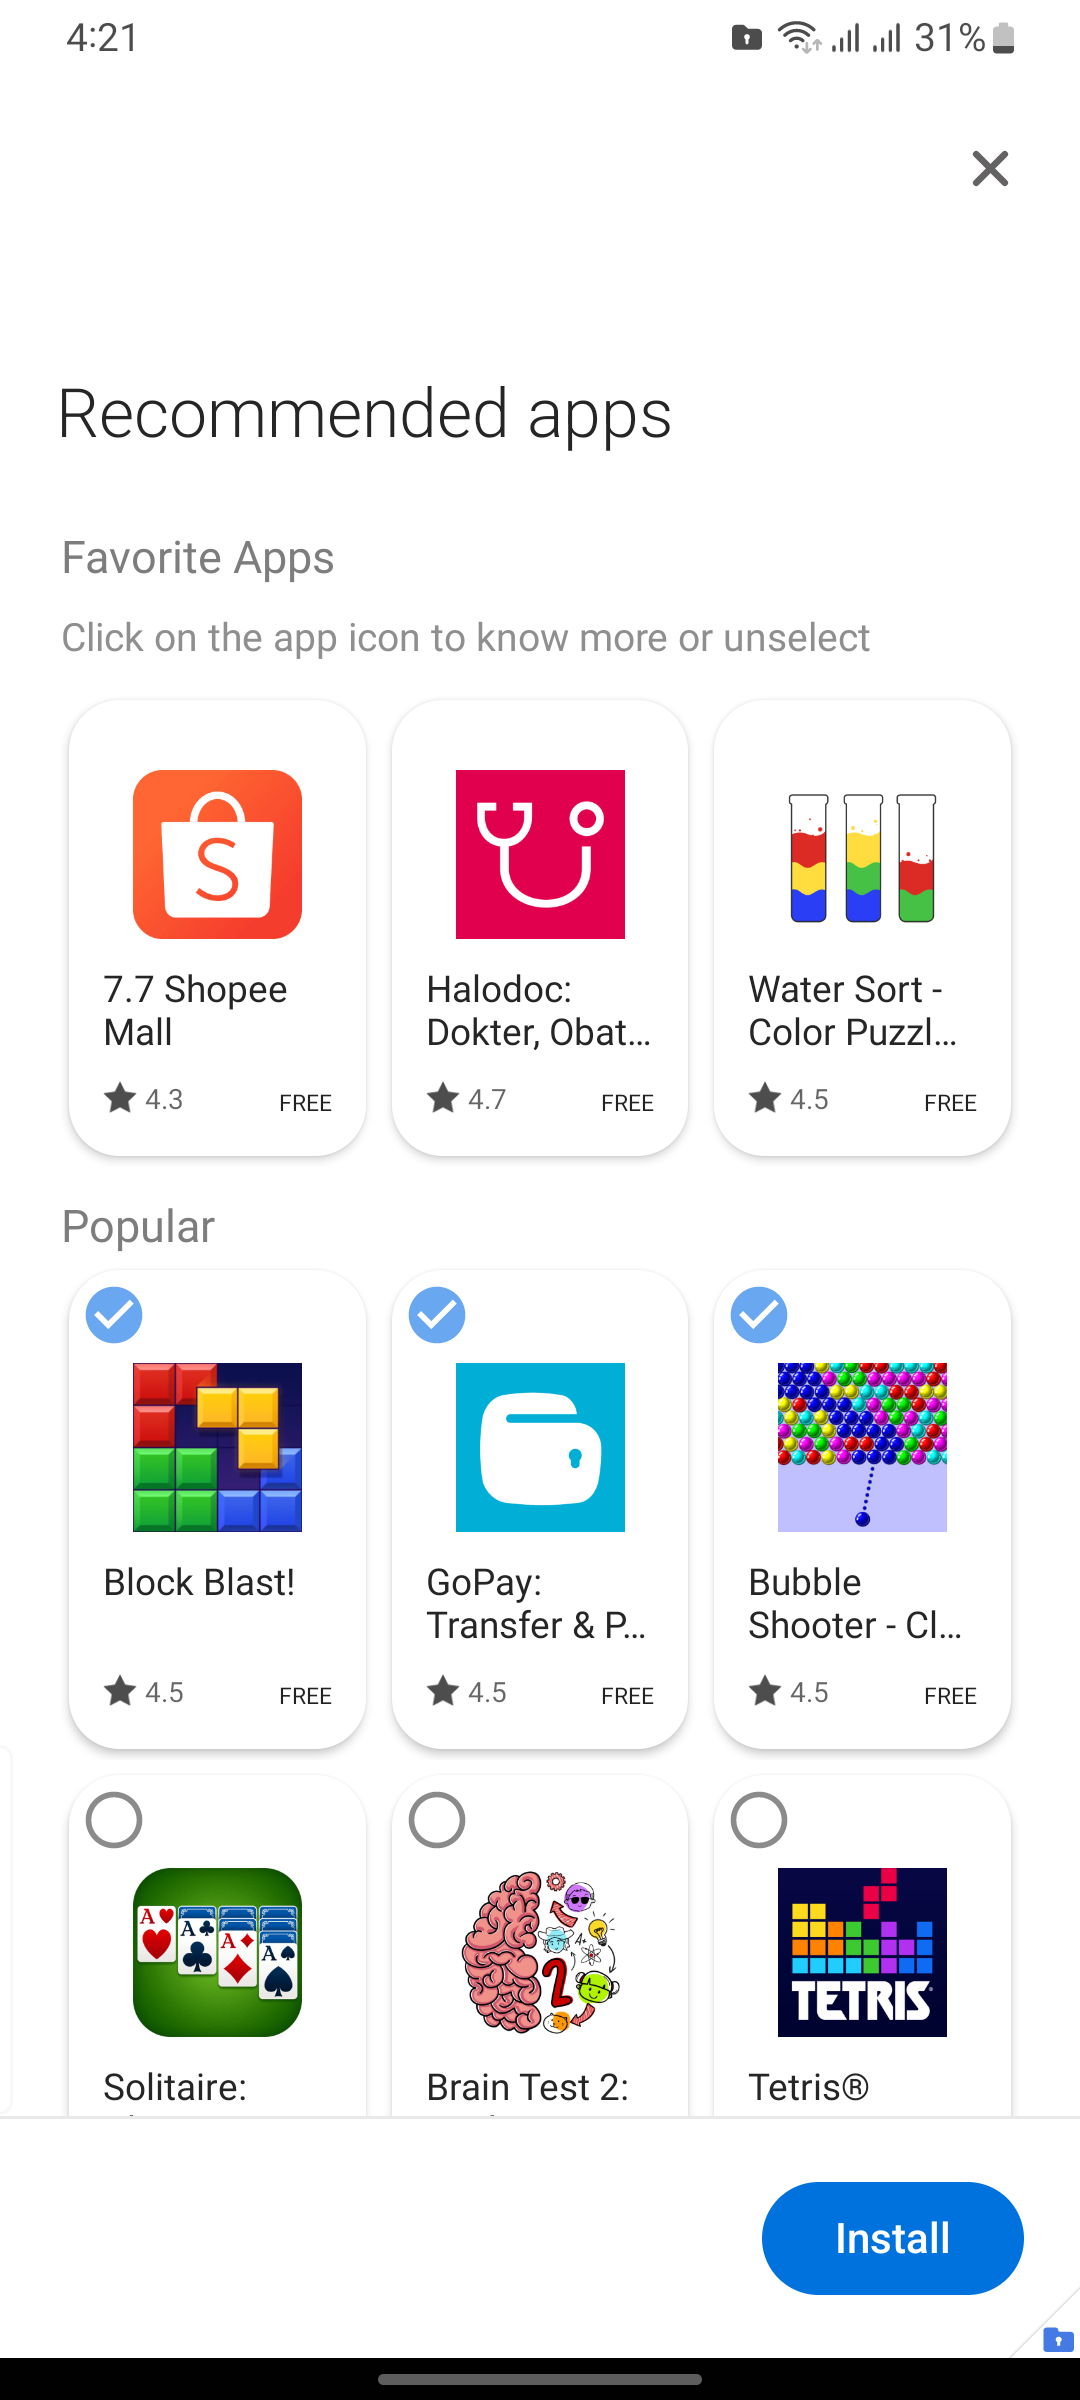 4:21
31%
Recommended apps
Favorite Apps
Click on the app icon to know more or unselect
S
7.7 Shopee
Mall
4.3
FREE
Halodoc:
Dokter, Obat...
4.7
FREE
Water Sort -
Color Puzzl...
4.5
FREE
Popular
Block Blast!
4.5
FREE
GoPay:
Transfer & P...
4.5
FREE
Bubble
Shooter - Cl...
4.5
FREE
A A A A
Solitaire:
2
A+
Brain Test 2:
TETRIS
Tetris®
Install